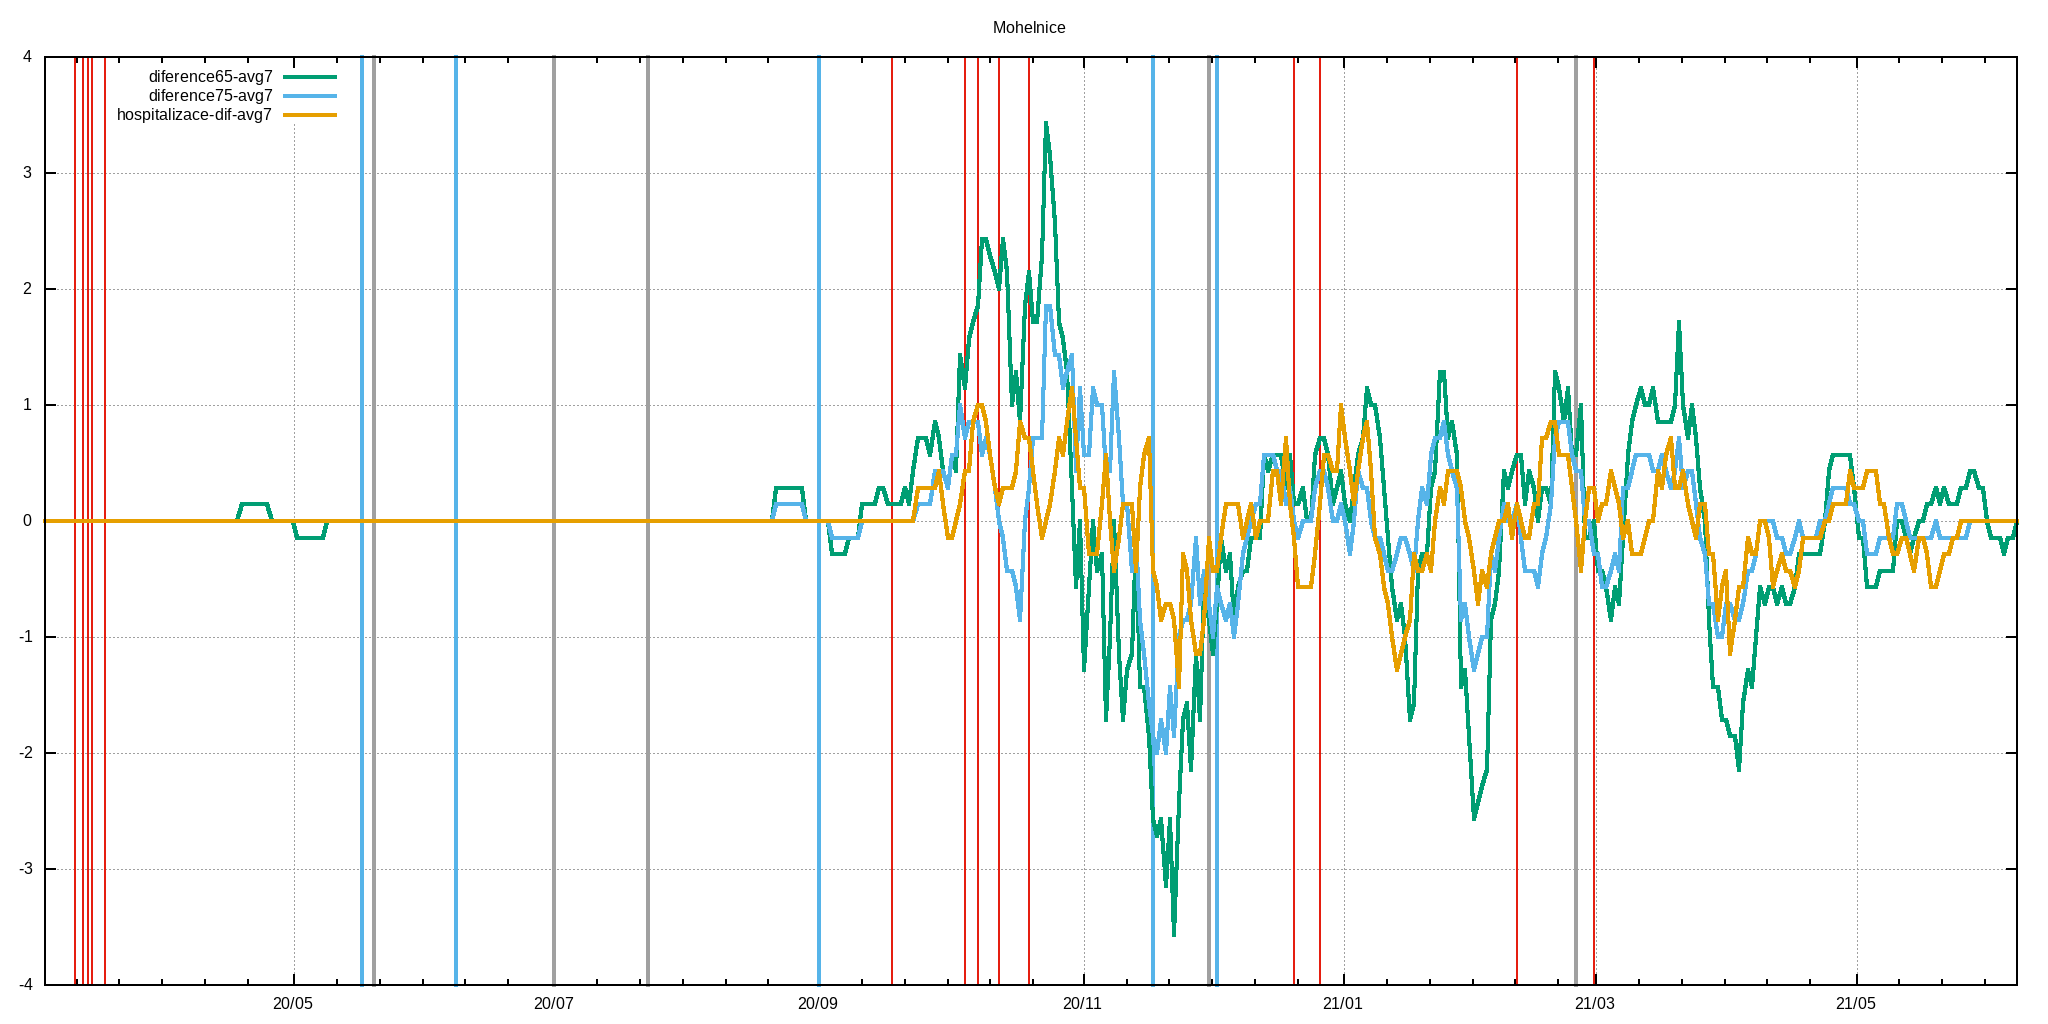 Mohelnice
diference65-avg7
diference75-avg7
hospitalizace-dif-avg7
4
3
2
1
0
-1
-2
-3
-4
20/05 20/07 20/09 20/11 21/01 21/03 21/05